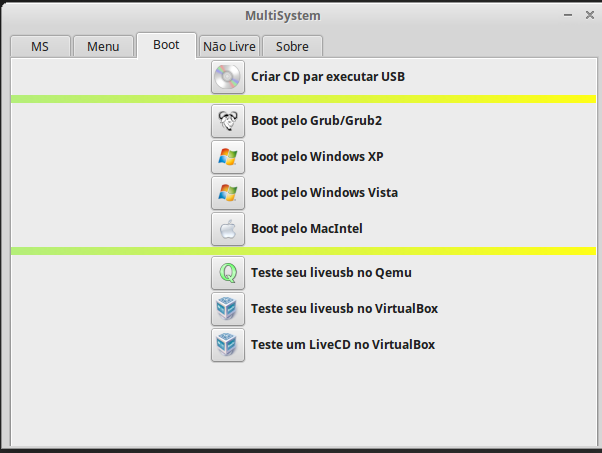 MultiSystem
MS Menu Boot Não Livre Sobre
Criar CD par executar USB
Boot pelo Grub/Grub2
Boot pelo Windows XP
Boot pelo Windows Vista
Boot pelo MacIntel
Teste seu liveusb no Qemu
Teste seu liveusb no VirtualBox
Teste um LiveCD no VirtualBox